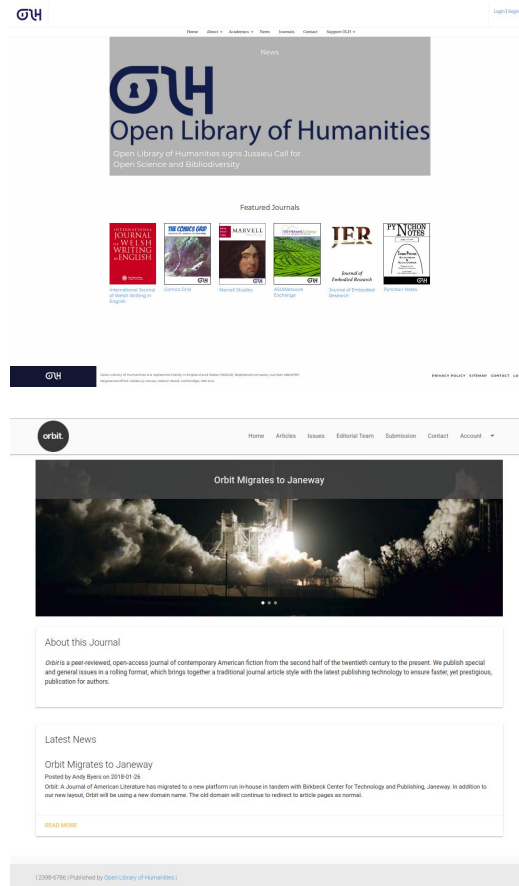 OLH
Login | Regis
Home About Academics News Journals Contact Support OLH
News
OLH
Open Library of Humanities
Open Library of Humanities signs Jussieu Call for
Open Science and Bibliodiversity
Featured Journals
INTERNATIONAL
JOURNAL
OF WELSH
WRITING
IN ENGLISH
THE COMICS GRID
OLH
MARVELL
OLH
ASIANetwork Exchange
OLH
JER
Journal of
Embodied Research
PYNCHON
NOTES
OLH
International Journal
of Welsh Writing in
English
Comics Grid
Marvell Studies
ASIANetwork
Exchange
Journal of Embodied
Research
Pynchon Notes
OLH
PRIVACY POLICY SITEMAP CONTACT LO
orbit.
Home Articles Issues Editorial Team Submission Contact Account
Orbit Migrates to Janeway
About this Journal
Orbit is a peer-reviewed, open-access journal of contemporary American fiction from the second half of the twentieth century to the present. We publish special
and general issues in a rolling format, which brings together a traditional journal article style with the latest publishing technology to ensure faster, yet prestigious,
publication for authors.
Latest News
Orbit Migrates to Janeway
Posted by Andy Byers on 2018-01-26
Orbit: A Journal of American Literature has migrated to a new platform run in-house in tandem with Birkbeck Center for Technology and Publishing, Janeway. In addition to
our new layout, Orbit will be using a new domain name. The old domain will continue to redirect to article pages as normal.
READ MORE
| 2398-6786 | Published by Open Library of Humanities |